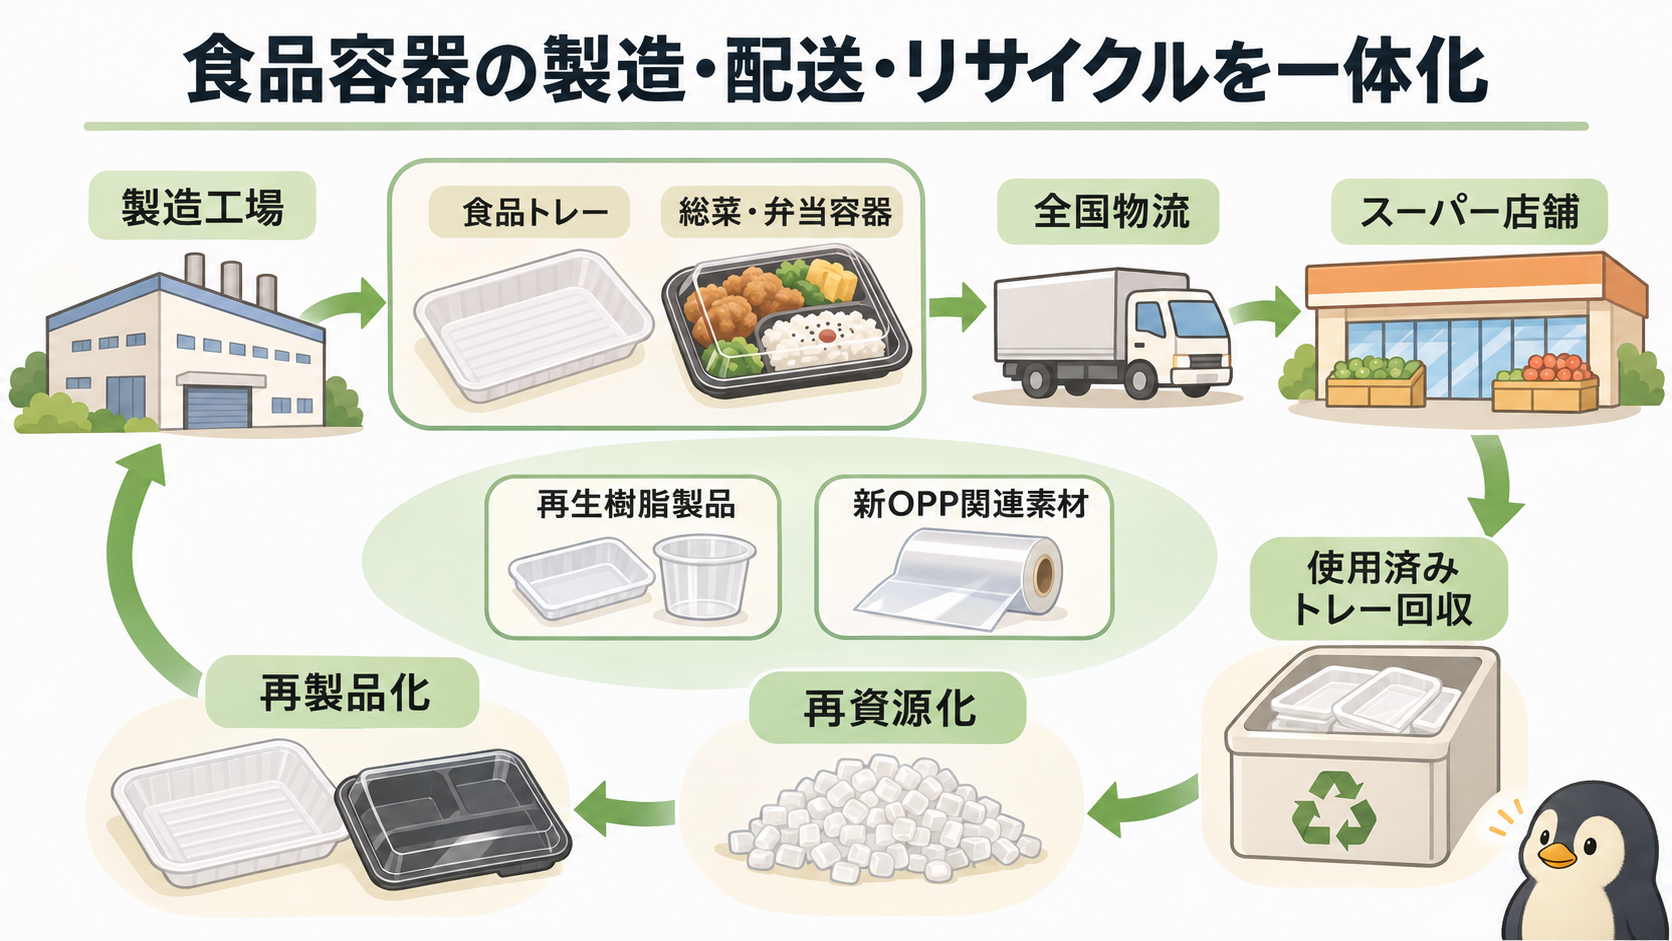 食品容器の製造・配送・リサイクルを一体化
製造工場
食品トレー
総菜・弁当容器
全国物流
スーパー店舗
再生樹脂製品
新OPP関連素材
使用済み
トレー回収
再製品化
再資源化